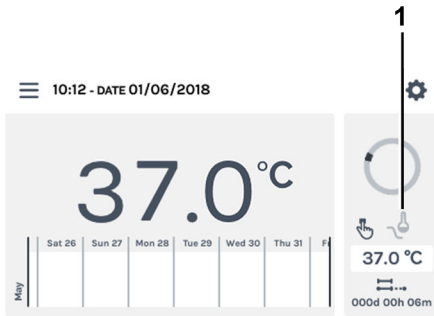 1
10:12 - DATE 01/06/2018
37.0°C
Sat 26 Sun 27 Mon 28 Tue 29 Wed 30 Thu 31 F
May
37.0 °C
000d 00h 06m